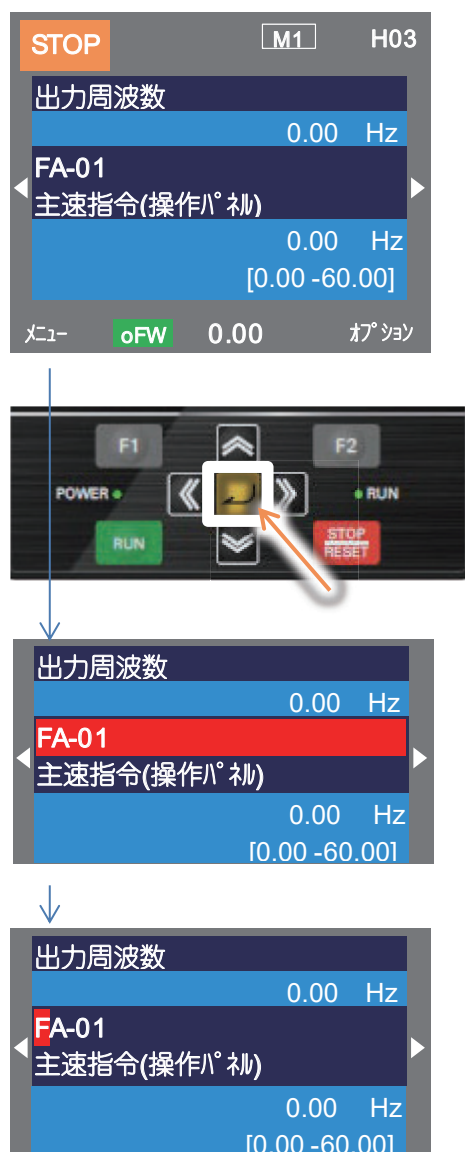 STOP M1 H03
出力周波数
0.00 Hz
FA-01
主速指令(操作ﾊﾟﾈﾙ)
0.00 Hz
[0.00 -60.00]
ﾒﾆｭｰ oFW 0.00 ｵﾌﾟｼｮﾝ
F1 F2
POWER RUN
RUN STOP
RESET
出力周波数
0.00 Hz
FA-01
主速指令(操作ﾊﾟﾈﾙ)
0.00 Hz
[0.00 -60.00]
出力周波数
0.00 Hz
FA-01
主速指令(操作ﾊﾟﾈﾙ)
0.00 Hz
[0.00 -60.00]